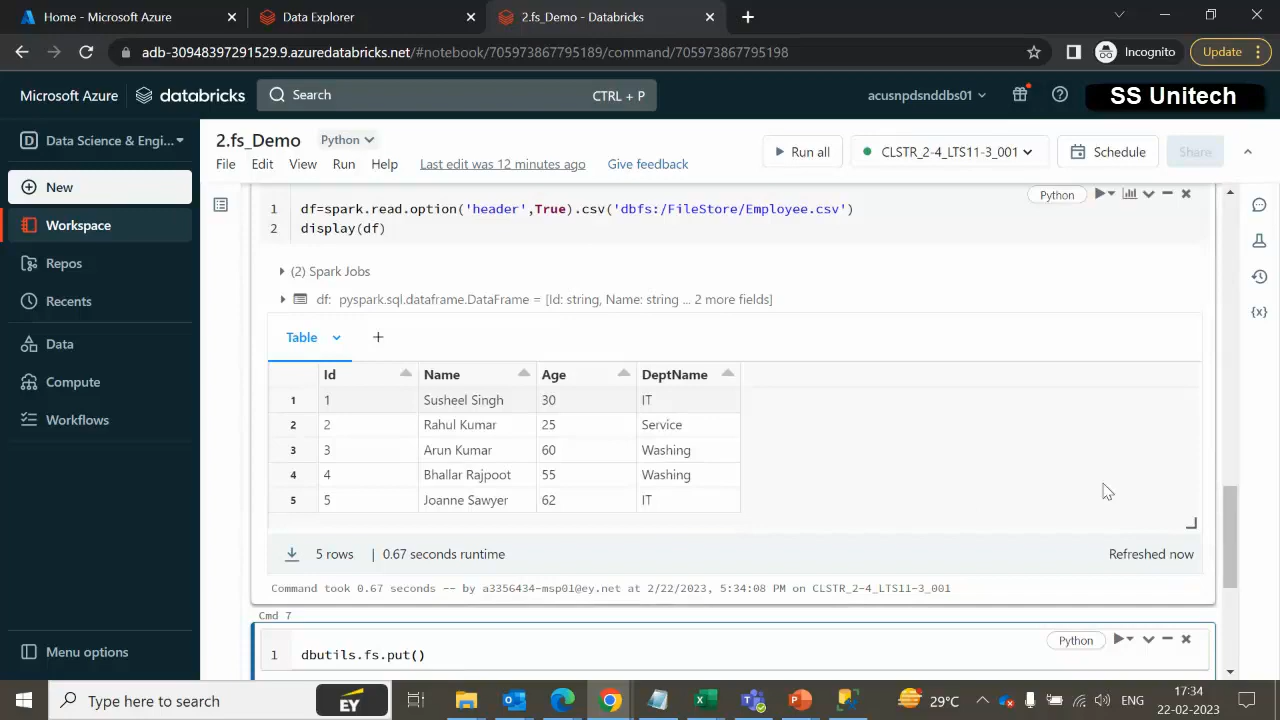 Home - Microsoft Azure
Data Explorer
2.fs_Demo - Databricks
adb-30948397291529.9.azuredatabricks.net/#notebook/705973867795189/command/705973867795198
Incognito
Update
Microsoft Azure
databricks
Search
CTRL + P
acusnpdsnddbs01
SS Unitech
Data Science & Engi...
2.fs_Demo
Python
File Edit View Run Help Last edit was 12 minutes ago Give feedback
Run all
CLSTR_2-4_LTS11-3_001
Schedule
Share
New
Workspace
Repos
Recents
Data
Compute
Workflows
Menu options
Python
1 df=spark.read.option('header',True).csv('dbfs:/FileStore/Employee.csv')
2 display(df)
(2) Spark Jobs
df: pyspark.sql.dataframe.DataFrame = [Id: string, Name: string ... 2 more fields]
Table
Id Name Age DeptName
1 1 Susheel Singh 30 IT
2 2 Rahul Kumar 25 Service
3 3 Arun Kumar 60 Washing
4 4 Bhallar Rajpoot 55 Washing
5 5 Joanne Sawyer 62 IT
5 rows | 0.67 seconds runtime
Refreshed now
Command took 0.67 seconds -- by a3356434-msp01@ey.net at 2/22/2023, 5:34:08 PM on CLSTR_2-4_LTS11-3_001
Cmd 7
Python
1 dbutils.fs.put()
Type here to search
EY
29°C
ENG
17:34
22-02-2023